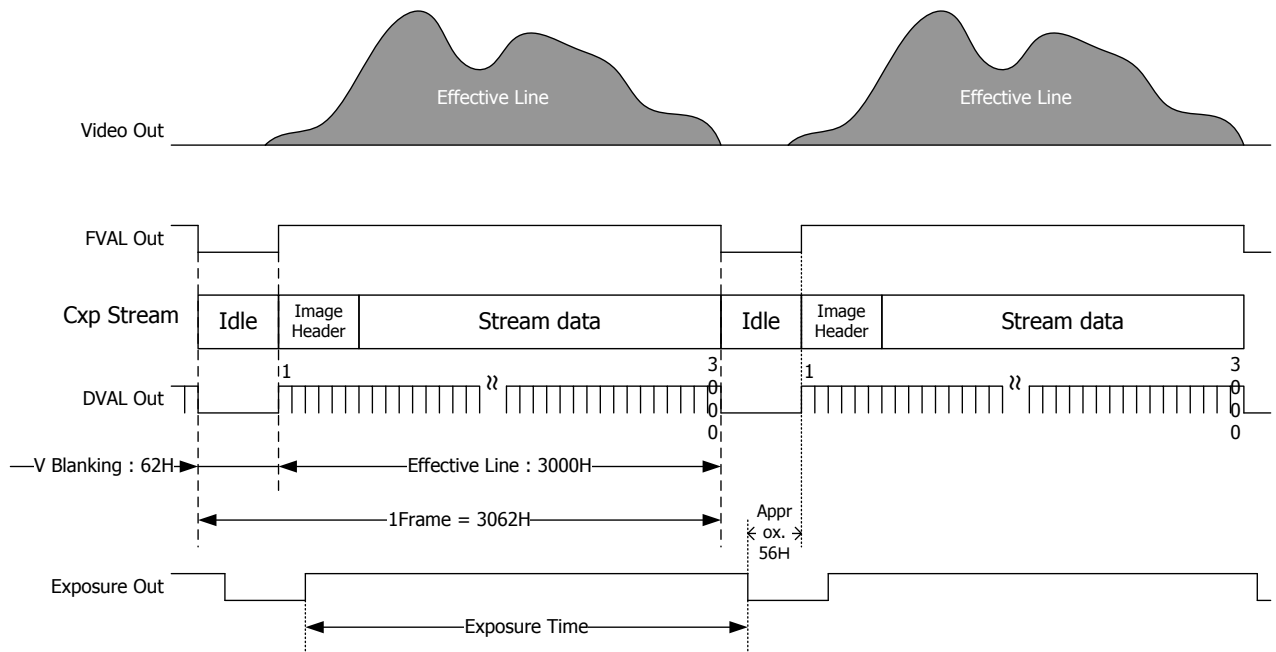 Effective Line
Effective Line
Video Out
FVAL Out
Cxp Stream
Idle
Image
Header
Stream data
Idle
Image
Header
Stream data
DVAL Out
1
≈
3
0
0
0
1
≈
3
0
0
0
V Blanking : 62H
Effective Line : 3000H
1Frame = 3062H
Appr
ox.
56H
Exposure Out
Exposure Time